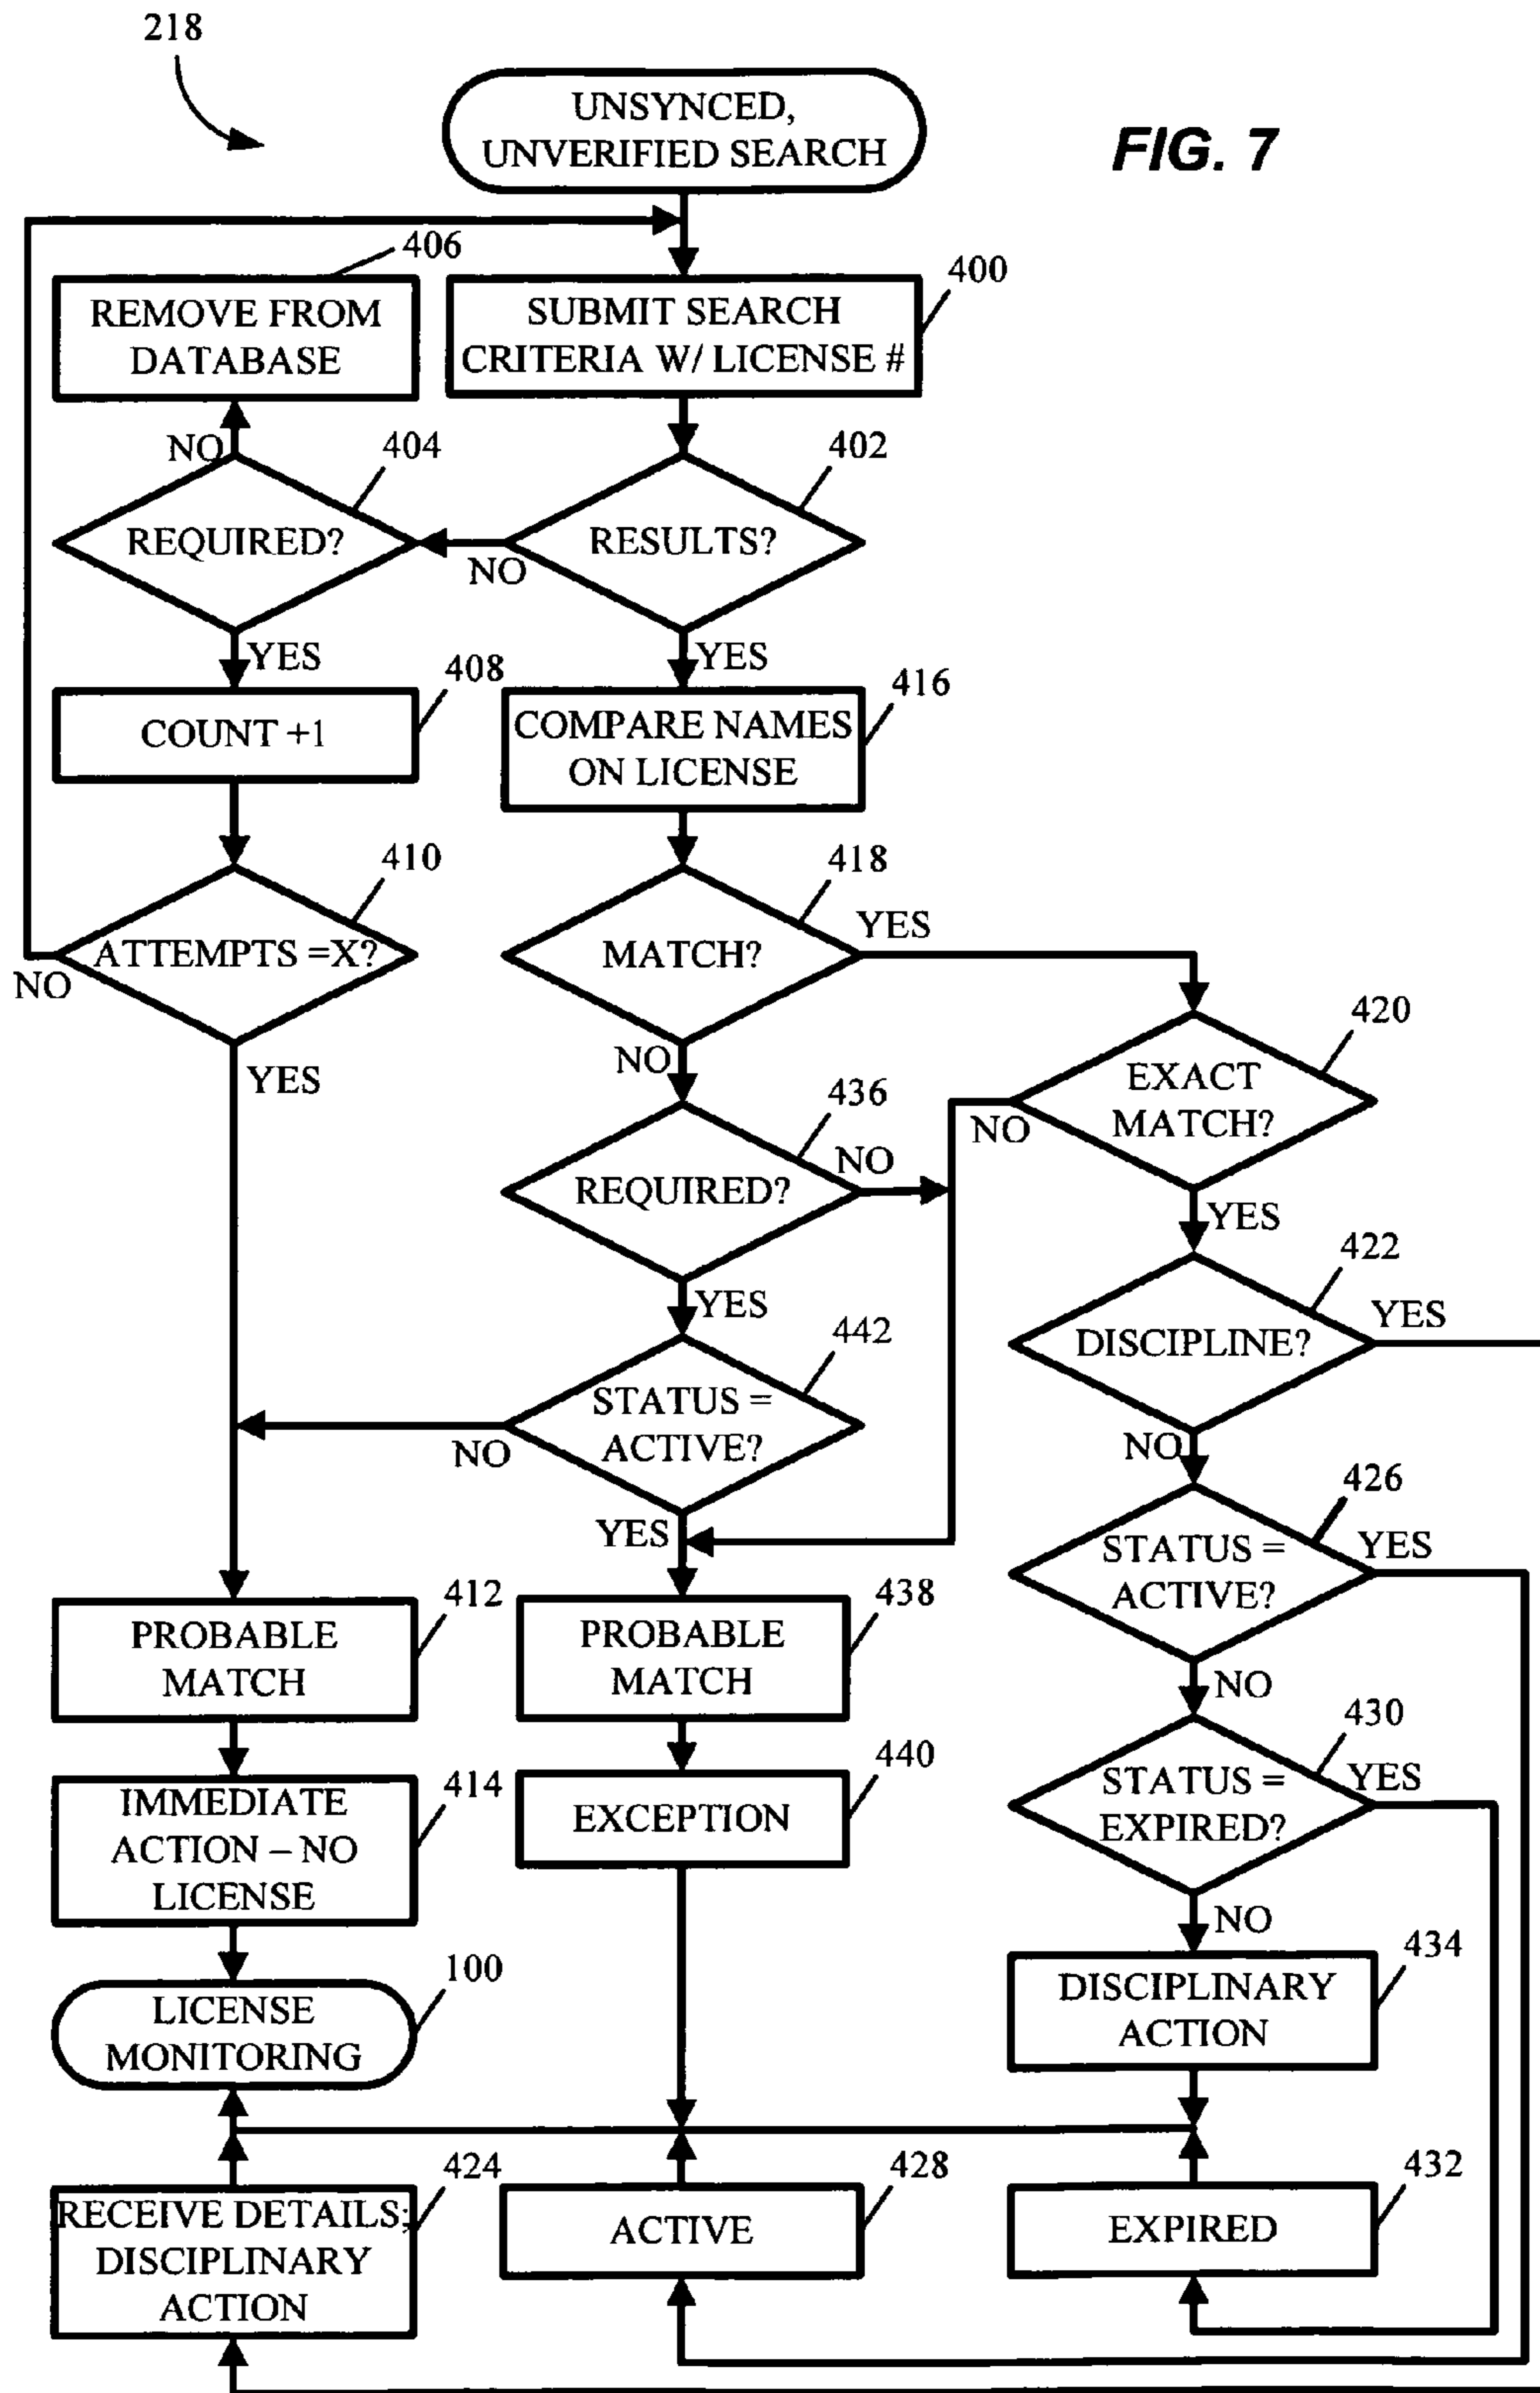 218
UNSYNCED,
UNVERIFIED SEARCH
FIG. 7
406
REMOVE FROM
DATABASE
400
SUBMIT SEARCH
CRITERIA W/ LICENSE #
NO
404
REQUIRED?
402
RESULTS?
NO
YES
408
COUNT +1
YES
416
COMPARE NAMES
ON LICENSE
410
ATTEMPTS =X?
NO
YES
418
MATCH?
YES
NO
420
EXACT
MATCH?
NO
YES
436
REQUIRED?
NO
YES
422
DISCIPLINE?
YES
NO
442
STATUS =
ACTIVE?
NO
YES
426
STATUS =
ACTIVE?
YES
NO
412
PROBABLE
MATCH
438
PROBABLE
MATCH
430
STATUS =
EXPIRED?
YES
NO
414
IMMEDIATE
ACTION – NO
LICENSE
440
EXCEPTION
434
DISCIPLINARY
ACTION
100
LICENSE
MONITORING
424
RECEIVE DETAILS;
DISCIPLINARY
ACTION
428
ACTIVE
432
EXPIRED